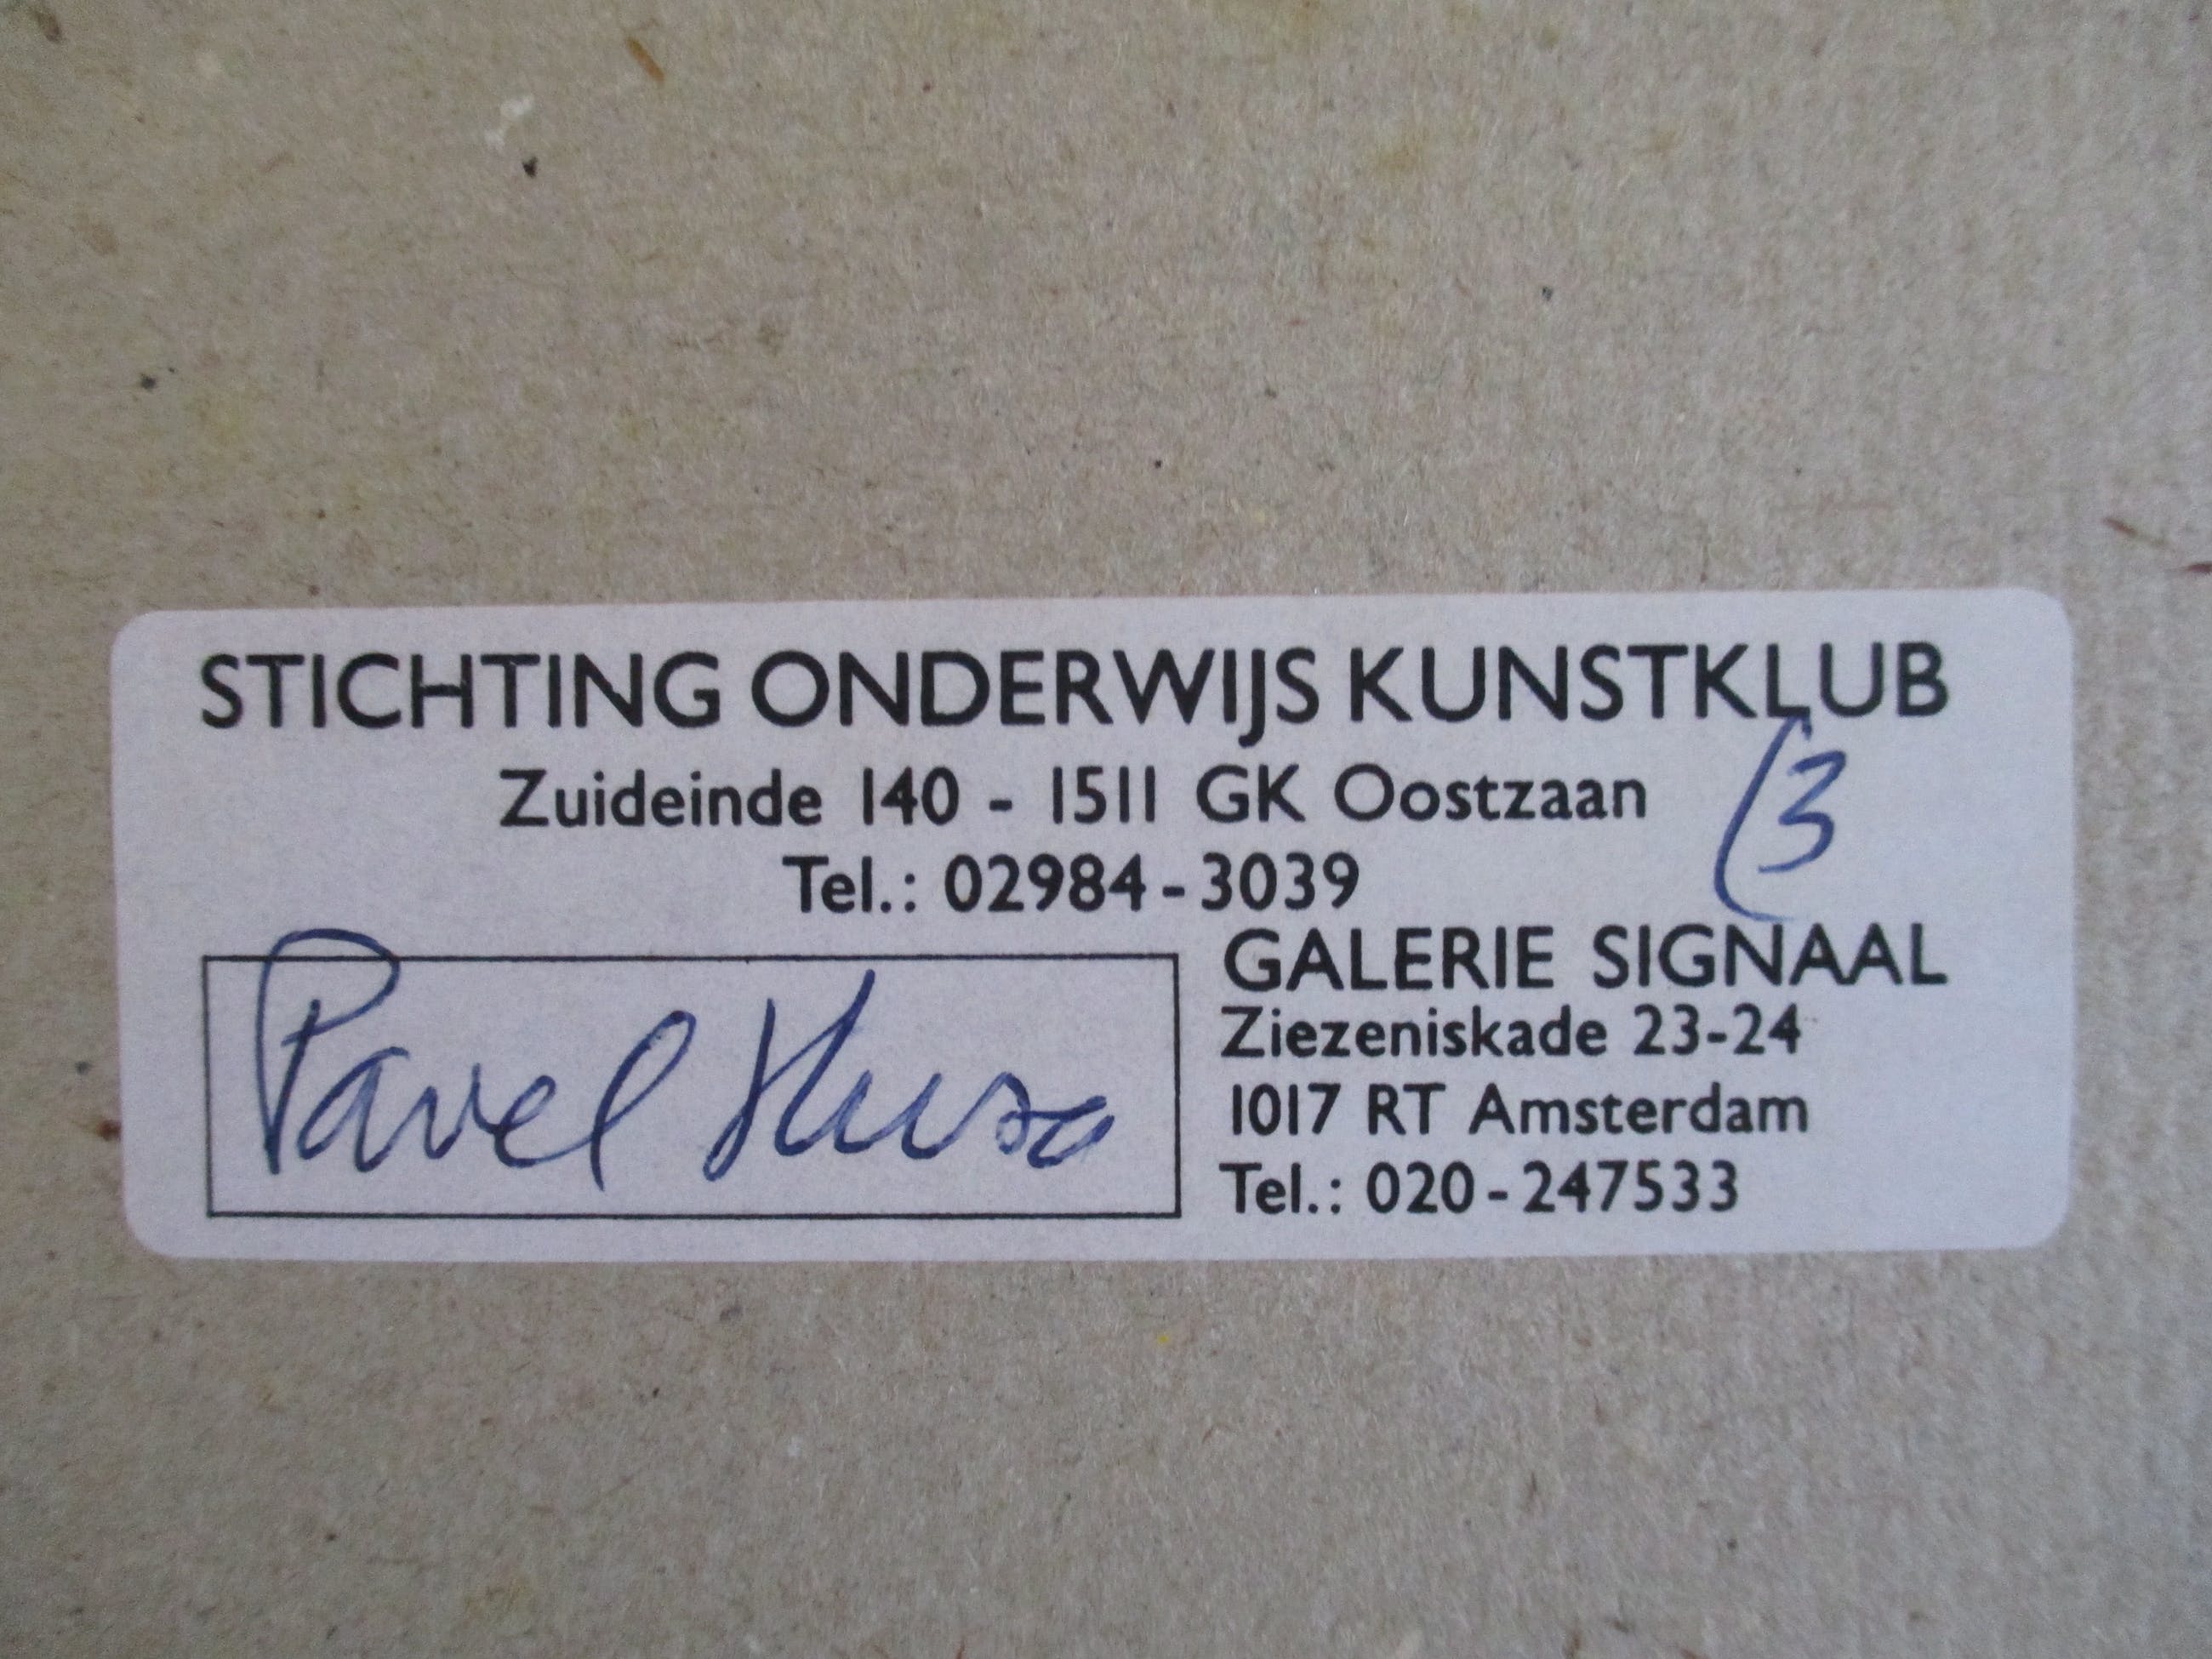 STICHTING ONDERWIJS KUNSTKLUB
Zuideinde 140 - 1511 GK Oostzaan
(3
Tel.: 02984-3039
Pavel
GALERIE SIGNAAL
Ziezeniskade 23-24
1017 RT Amsterdam
Tel.: 020-247533